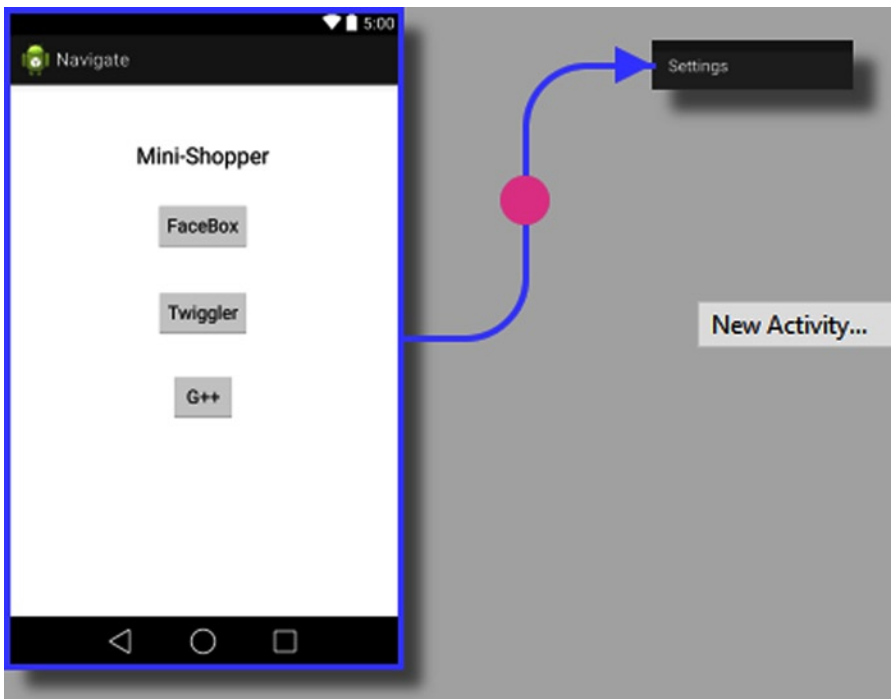 5:00
Navigate
Mini-Shopper
FaceBox
Twiggler
G++
Settings
New Activity...